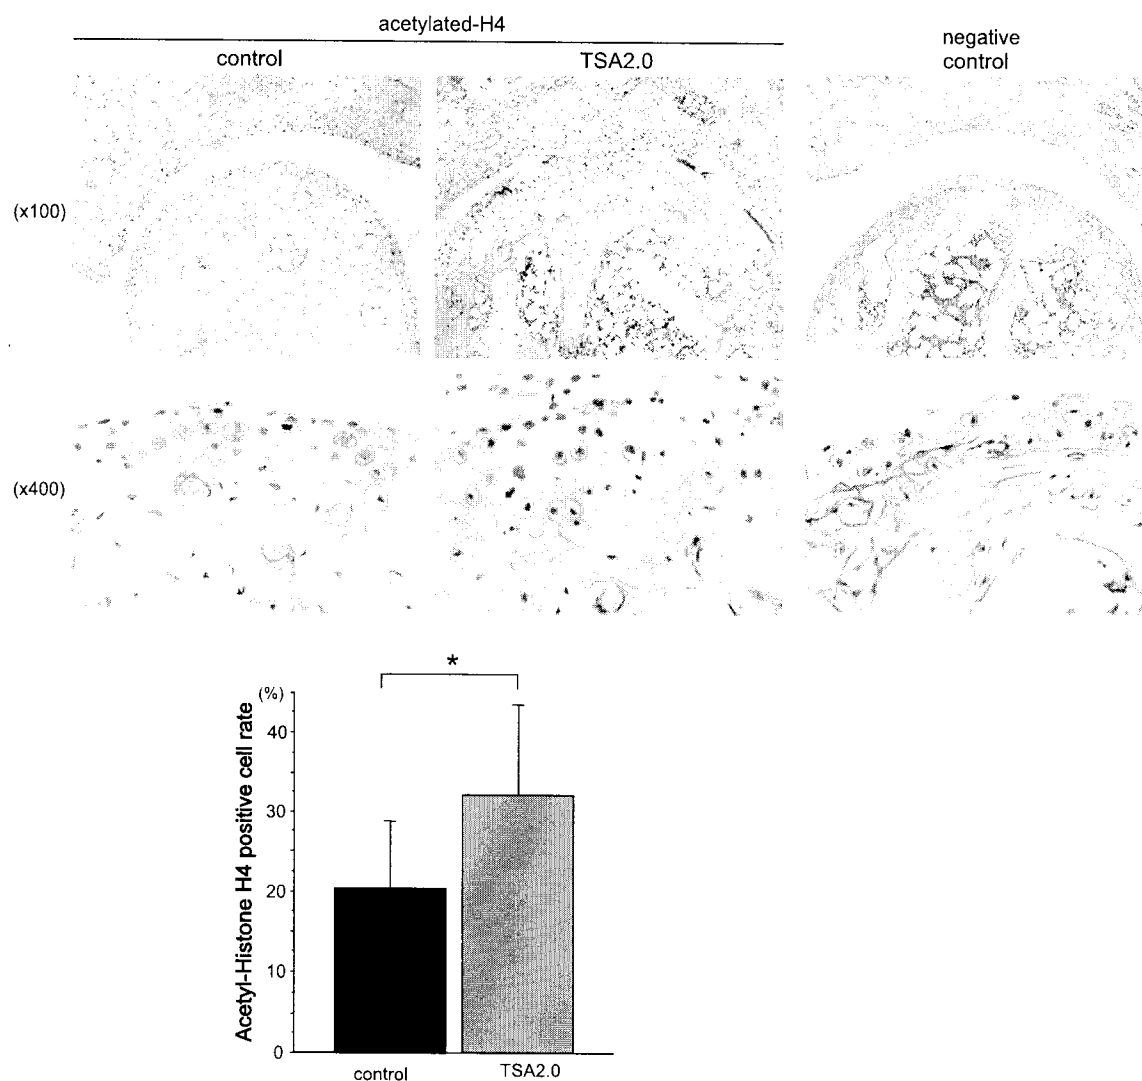 acetylated-H4
control
TSA2.0
negative
control
(x100)
(x400)
*
(%)
Acetyl-Histone H4 positive cell rate
40
30
20
10
0
control
TSA2.0